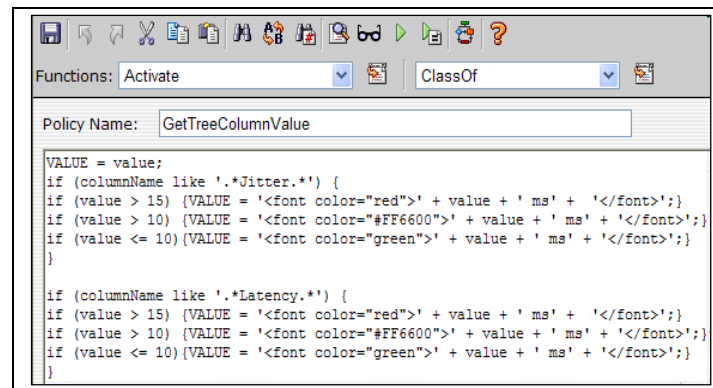 Functions: Activate ClassOf
Policy Name: GetTreeColumnValue
VALUE = value;
if (columnName like '.*Jitter.*') {
if (value > 15) {VALUE = '<font color="red">' + value + ' ms' + '</font>';}
if (value > 10) {VALUE = '<font color="#FF6600">' + value + ' ms' + '</font>';}
if (value <= 10){VALUE = '<font color="green">' + value + ' ms' + '</font>';}
}
if (columnName like '.*Latency.*') {
if (value > 15) {VALUE = '<font color="red">' + value + ' ms' + '</font>';}
if (value > 10) {VALUE = '<font color="#FF6600">' + value + ' ms' + '</font>';}
if (value <= 10){VALUE = '<font color="green">' + value + ' ms' + '</font>';}
}